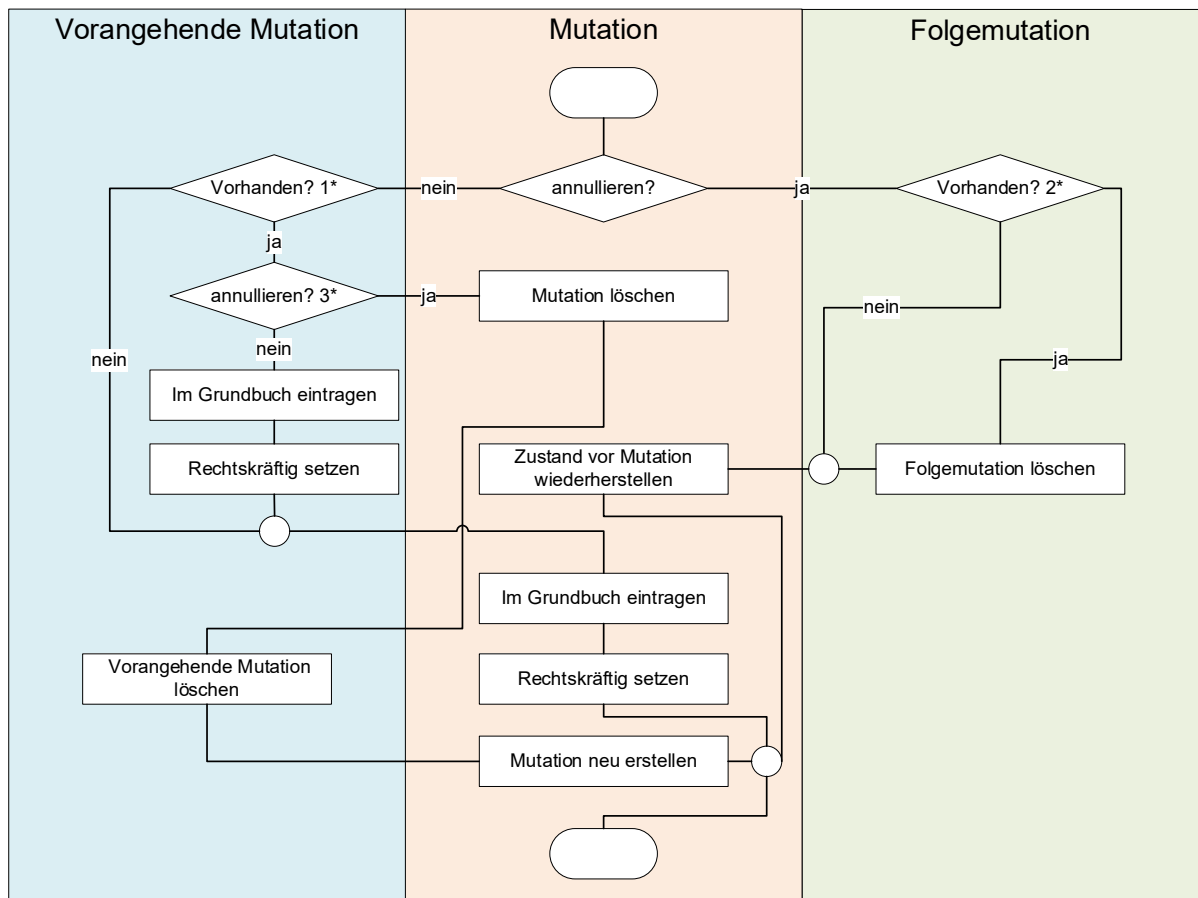 Vorangehende Mutation
Mutation
Folgemutation
Vorhanden? 1*
nein
annullieren?
ja
Vorhanden? 2*
ja
annullieren? 3*
ja
Mutation löschen
nein
nein
nein
ja
Im Grundbuch eintragen
Rechtskräftig setzen
Zustand vor Mutation
wiederherstellen
Folgemutation löschen
Im Grundbuch eintragen
Vorangehende Mutation
löschen
Rechtskräftig setzen
Mutation neu erstellen